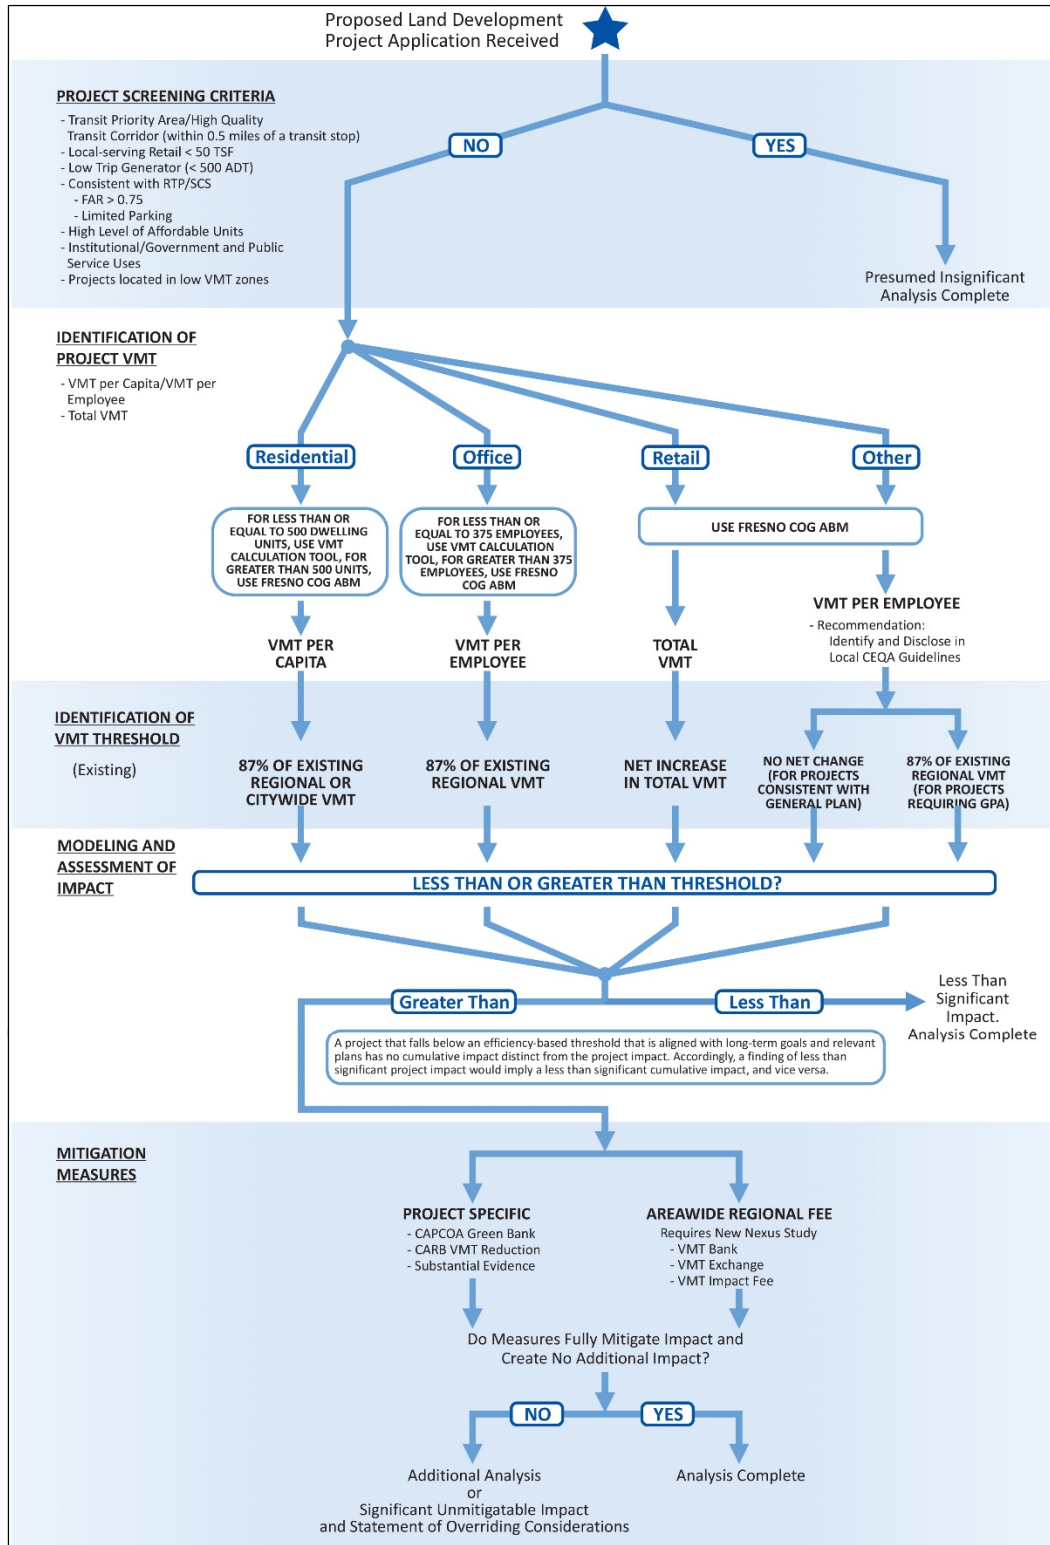 Proposed Land Development
Project Application Received
PROJECT SCREENING CRITERIA
- Transit Priority Area/High Quality
Transit Corridor (within 0.5 miles of a transit stop)
- Local-serving Retail < 50 TSF
- Low Trip Generator (< 500 ADT)
- Consistent with RTP/SCS
- FAR > 0.75
- Limited Parking
- High Level of Affordable Units
- Institutional/Government and Public
Service Uses
- Projects located in low VMT zones
NO
YES
Presumed Insignificant
Analysis Complete
IDENTIFICATION OF
PROJECT VMT
- VMT per Capita/VMT per
Employee
- Total VMT
Residential
Office
Retail
Other
FOR LESS THAN OR
EQUAL TO 500 DWELLING
UNITS, USE VMT
CALCULATION TOOL, FOR
GREATER THAN 500 UNITS,
USE FRESNO COG ABM
FOR LESS THAN OR
EQUAL TO 375 EMPLOYEES,
USE VMT CALCULATION
TOOL, FOR GREATER THAN 375
EMPLOYEES, USE FRESNO
COG ABM
USE FRESNO COG ABM
VMT PER
CAPITA
VMT PER
EMPLOYEE
TOTAL
VMT
VMT PER EMPLOYEE
- Recommendation:
Identify and Disclose in
Local CEQA Guidelines
IDENTIFICATION OF
VMT THRESHOLD
(Existing)
87% OF EXISTING
REGIONAL OR
CITYWIDE VMT
87% OF EXISTING
REGIONAL VMT
NET INCREASE
IN TOTAL VMT
NO NET CHANGE
(FOR PROJECTS
CONSISTENT WITH
GENERAL PLAN)
87% OF EXISTING
REGIONAL VMT
(FOR PROJECTS
REQUIRING GPA)
MODELING AND
ASSESSMENT OF
IMPACT
LESS THAN OR GREATER THAN THRESHOLD?
Greater Than
Less Than
Less Than
Significant
Impact.
Analysis Complete
A project that falls below an efficiency-based threshold that is aligned with long-term goals and relevant
plans has no cumulative impact distinct from the project impact. Accordingly, a finding of less than
significant project impact would imply a less than significant cumulative impact, and vice versa.
MITIGATION
MEASURES
PROJECT SPECIFIC
- CAPCOA Green Bank
- CARB VMT Reduction
- Substantial Evidence
AREAWIDE REGIONAL FEE
Requires New Nexus Study
- VMT Bank
- VMT Exchange
- VMT Impact Fee
Do Measures Fully Mitigate Impact and
Create No Additional Impact?
NO
YES
Additional Analysis
or
Significant Unmitigatable Impact
and Statement of Overriding Considerations
Analysis Complete